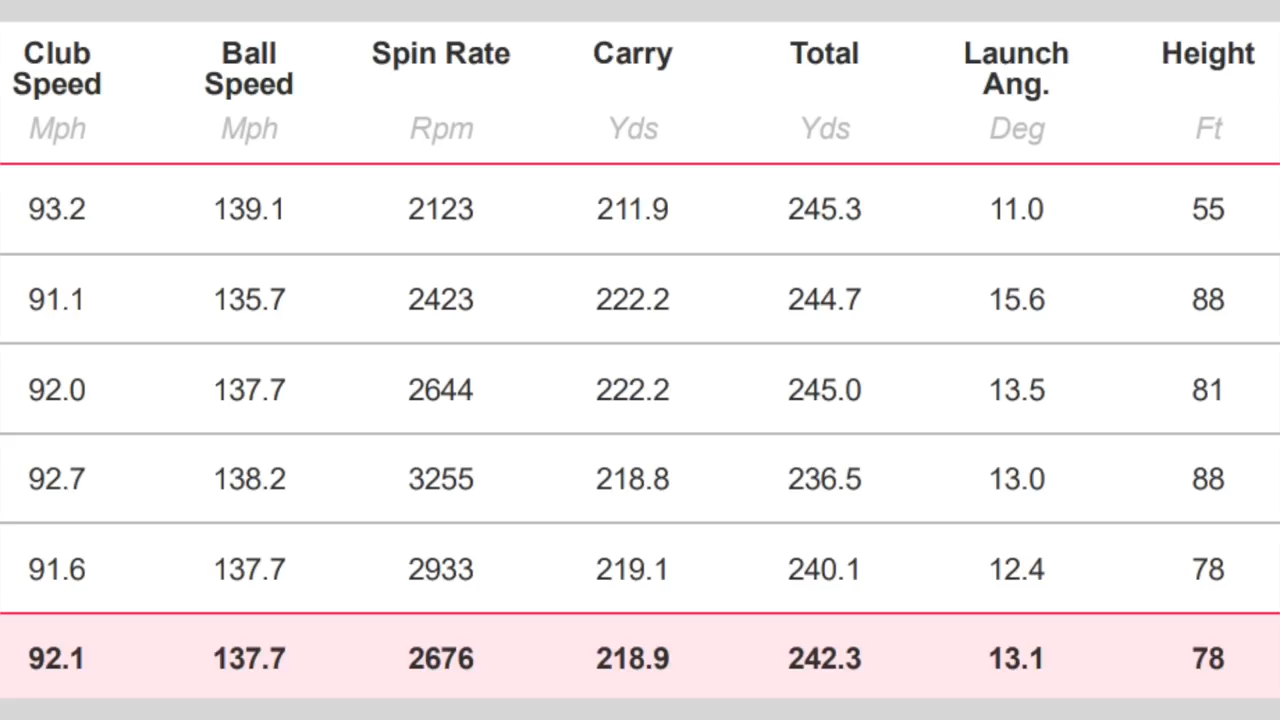 Club Speed Ball Speed Spin Rate Carry Total Launch Ang. Height
Mph Mph Rpm Yds Yds Deg Ft
93.2 139.1 2123 211.9 245.3 11.0 55
91.1 135.7 2423 222.2 244.7 15.6 88
92.0 137.7 2644 222.2 245.0 13.5 81
92.7 138.2 3255 218.8 236.5 13.0 88
91.6 137.7 2933 219.1 240.1 12.4 78
92.1 137.7 2676 218.9 242.3 13.1 78